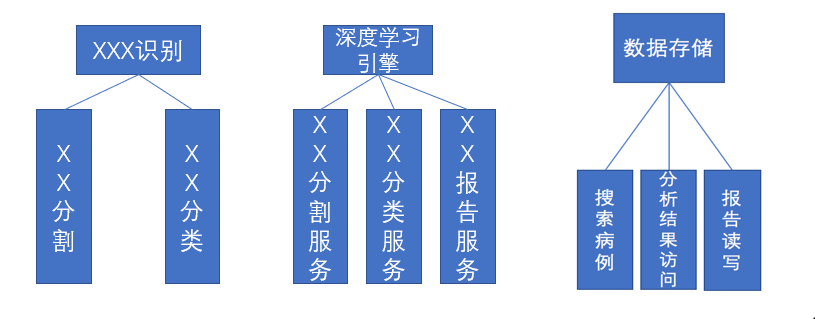 XXX识别
XX分割
XX分类
深度学习
引擎
XX分割服务
XX分类服务
XX报告服务
数据存储
搜索病例
分析结果访问
报告读写